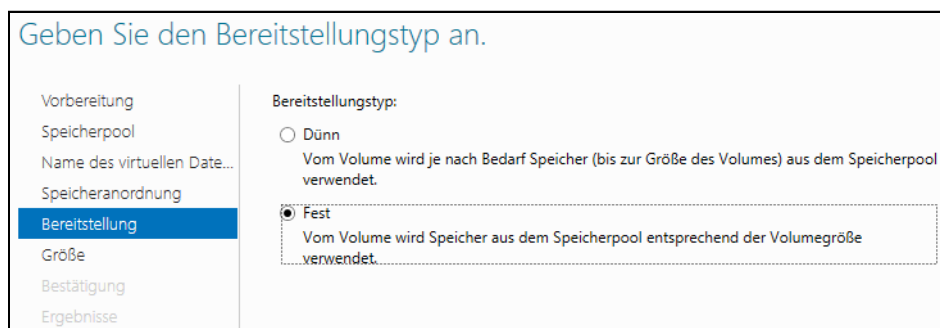 Geben Sie den Bereitstellungstyp an.
Vorbereitung
Speicherpool
Name des virtuellen Date...
Speicheranordnung
Bereitstellung
Größe
Bestätigung
Ergebnisse
Bereitstellungstyp:
Dünn
Vom Volume wird je nach Bedarf Speicher (bis zur Größe des Volumes) aus dem Speicherpool
verwendet.
Fest
Vom Volume wird Speicher aus dem Speicherpool entsprechend der Volumegröße
verwendet.